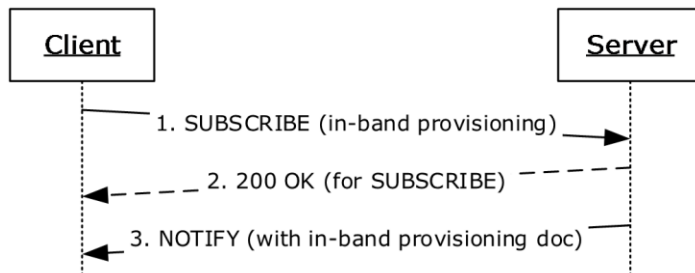 Client
Server
1. SUBSCRIBE (in-band provisioning)
2. 200 OK (for SUBSCRIBE)
3. NOTIFY (with in-band provisioning doc)